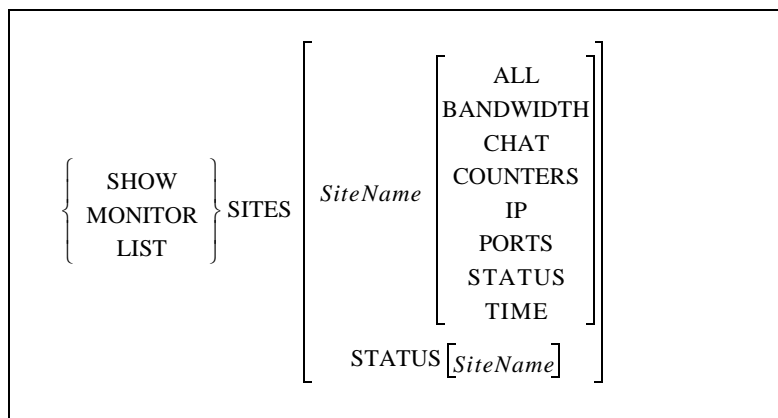 SHOW
MONITOR
LIST
SITES
SiteName
ALL
BANDWIDTH
CHAT
COUNTERS
IP
PORTS
STATUS
TIME
STATUS [SiteName]